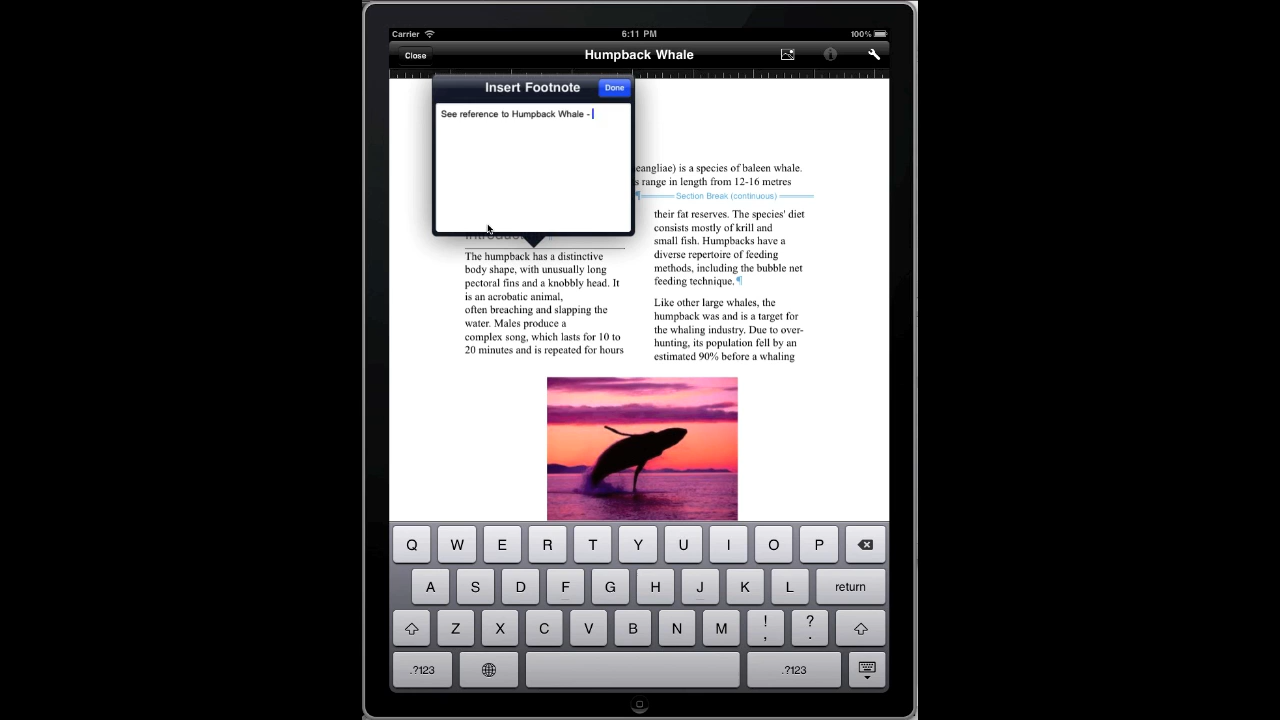 Carrier 6:11 PM 100%
Close Humpback Whale
Insert Footnote Done
See reference to Humpback Whale -
is a species of baleen whale.
range in length from 12-16 metres
Section Break (continuous)
The humpback has a distinctive
body shape, with unusually long
pectoral fins and a knobbly head. It
is an acrobatic animal,
often breaching and slapping the
water. Males produce a
complex song, which lasts for 10 to
20 minutes and is repeated for hours
their fat reserves. The species' diet
consists mostly of krill and
small fish. Humpbacks have a
diverse repertoire of feeding
methods, including the bubble net
feeding technique.¶
Like other large whales, the
humpback was and is a target for
the whaling industry. Due to over-
hunting, its population fell by an
estimated 90% before a whaling
Q W E R T Y U I O P
A S D F G H J K L return
Z X C V B N M ! , ? .
.?123 .?123